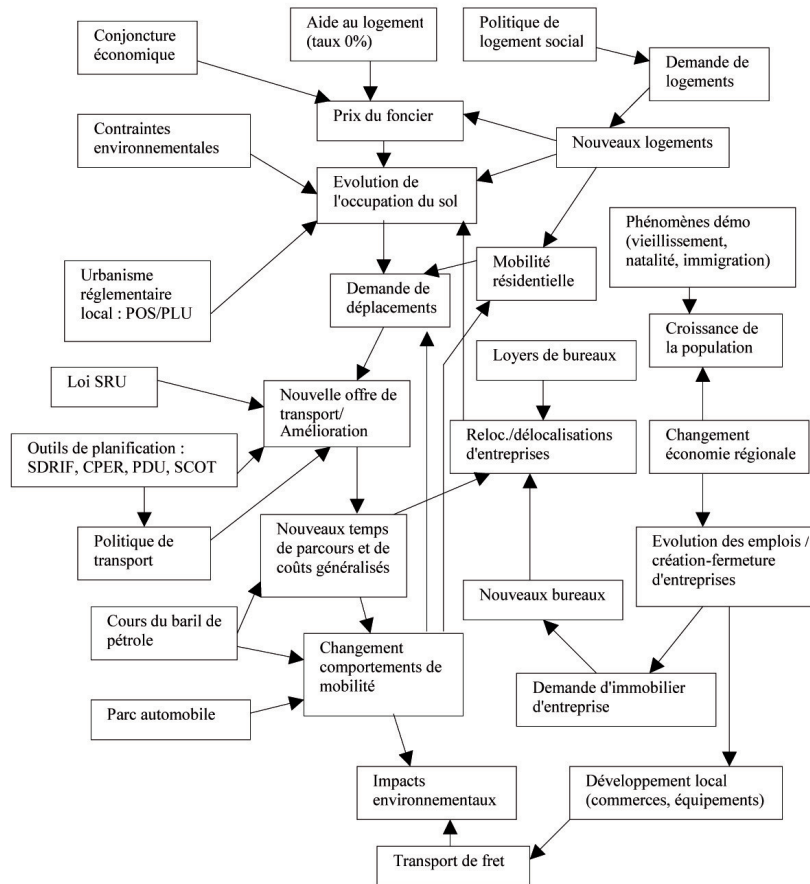 Conjoncture
économique
Aide au logement
(taux 0%)
Politique de
logement social
Demande de
logements
Prix du foncier
Contraintes
environnementales
Nouveaux logements
Evolution de
l'occupation du sol
Phénomènes démo
(vieillissement,
natalité, immigration)
Urbanisme
réglementaire
local : POS/PLU
Demande de
déplacements
Mobilité
résidentielle
Croissance de
la population
Loyers de bureaux
Loi SRU
Nouvelle offre de
transport/
Amélioration
Reloc./délocalisations
d'entreprises
Changement
économie régionale
Outils de planification :
SDRIF, CPER, PDU, SCOT
Politique de
transport
Nouveaux temps
de parcours et de
coûts généralisés
Evolution des emplois /
création-fermeture
d'entreprises
Nouveaux bureaux
Cours du baril de
pétrole
Changement
comportements de
mobilité
Demande d'immobilier
d'entreprise
Parc automobile
Impacts
environnementaux
Développement local
(commerces, équipements)
Transport de fret